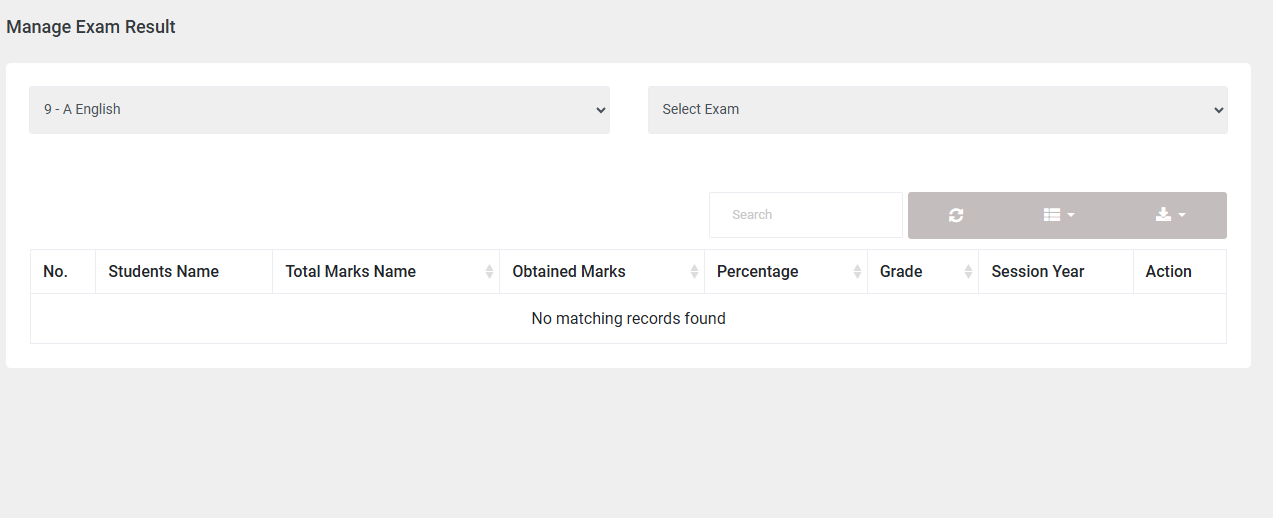 Manage Exam Result
9 - A English
Select Exam
Search
No. Students Name Total Marks Name Obtained Marks Percentage Grade Session Year Action
No matching records found